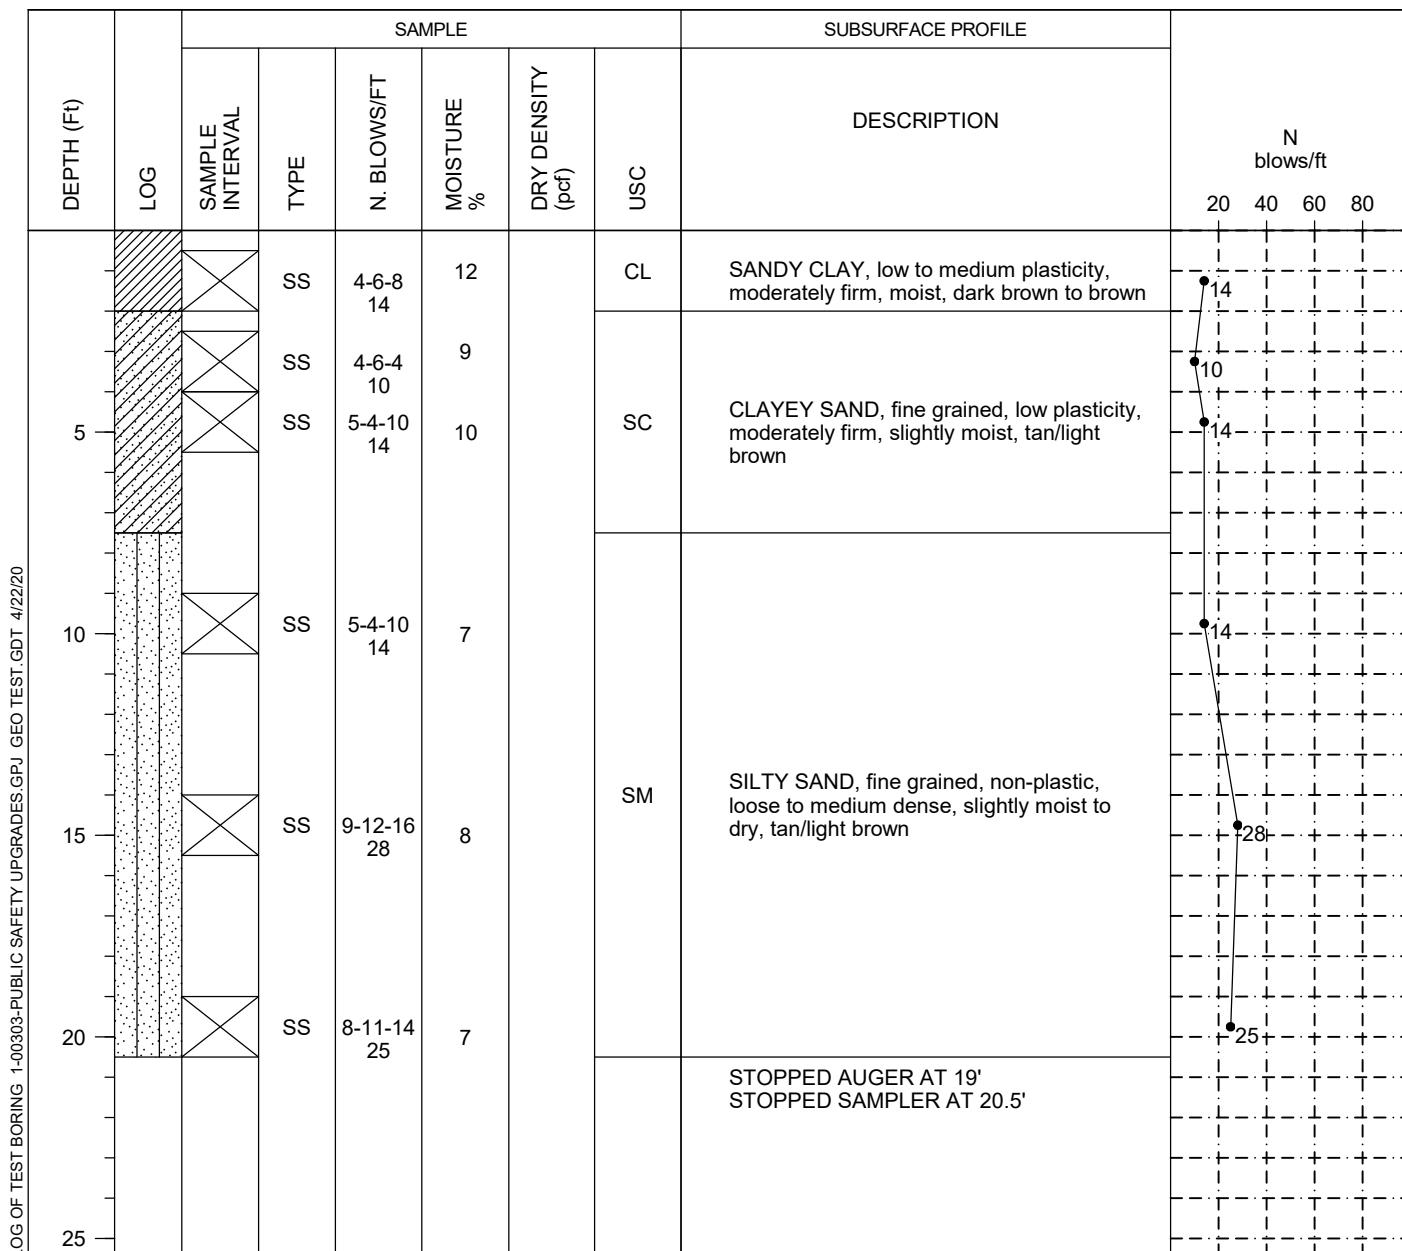 SAMPLE
SUBSURFACE PROFILE
DEPTH (Ft)
LOG
SAMPLE
INTERVAL
TYPE
N. BLOWS/FT
MOISTURE
%
DRY DENSITY
(pcf)
USC
DESCRIPTION
N
blows/ft
20 40 60 80
SS
4-6-8
14
12
CL
SANDY CLAY, low to medium plasticity,
moderately firm, moist, dark brown to brown
14
SS
4-6-4
10
9
10
5
SS
5-4-10
14
10
SC
CLAYEY SAND, fine grained, low plasticity,
moderately firm, slightly moist, tan/light
brown
14
10
SS
5-4-10
14
7
14
15
SS
9-12-16
28
8
SM
SILTY SAND, fine grained, non-plastic,
loose to medium dense, slightly moist to
dry, tan/light brown
28
20
SS
8-11-14
25
7
25
STOPPED AUGER AT 19'
STOPPED SAMPLER AT 20.5'
25
LOG OF TEST BORING 1-00303-PUBLIC SAFETY UPGRADES.GPJ GEO TEST.GDT 4/22/20